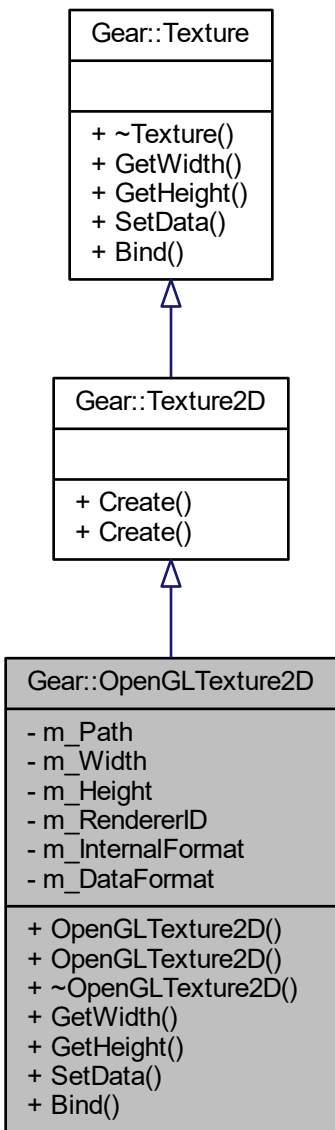 Gear::Texture
+ ~Texture()
+ GetWidth()
+ GetHeight()
+ SetData()
+ Bind()
Gear::Texture2D
+ Create()
+ Create()
Gear::OpenGLTexture2D
- m_Path
- m_Width
- m_Height
- m_RendererID
- m_InternalFormat
- m_DataFormat
+ OpenGLTexture2D()
+ OpenGLTexture2D()
+ ~OpenGLTexture2D()
+ GetWidth()
+ GetHeight()
+ SetData()
+ Bind()